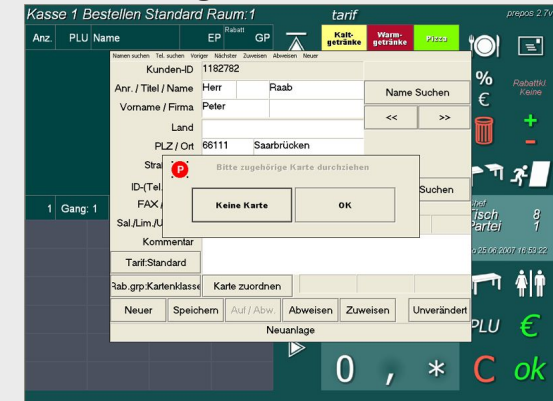 Kasse 1 Bestellen Standard Raum:1 tarif prepos 2.7
Anz. PLU Name EP Rabatt GP
Kalt-getränke Warm-getränke Pizza
Namen suchen Tel. suchen Voriger Nächster Zuweisen Abweisen Neuer
Kunden-ID 1182782
Anr. / Titel / Name Herr Raab
Name Suchen
% Rabattkl
€ Keine
Vorname / Firma Peter
<< >>
Land
+
PLZ / Ort 66111 Saarbrücken
-
Stra
Bitte zugehörige Karte durchziehen
P
ID-(Tel.
Suchen
Keine Karte OK
1 Gang: 1
FAX /
isch 8
Sal./Lim./U
Partei 1
Kommentar
25.06.2007 16:53:22
Tarif:Standard
Rab.grp:Kartenklasse Karte zuordnen
Neuer Speichern Auf / Abw. Abweisen Zuweisen Unverändert
Neuanlage
PLU €
0 , * C ok